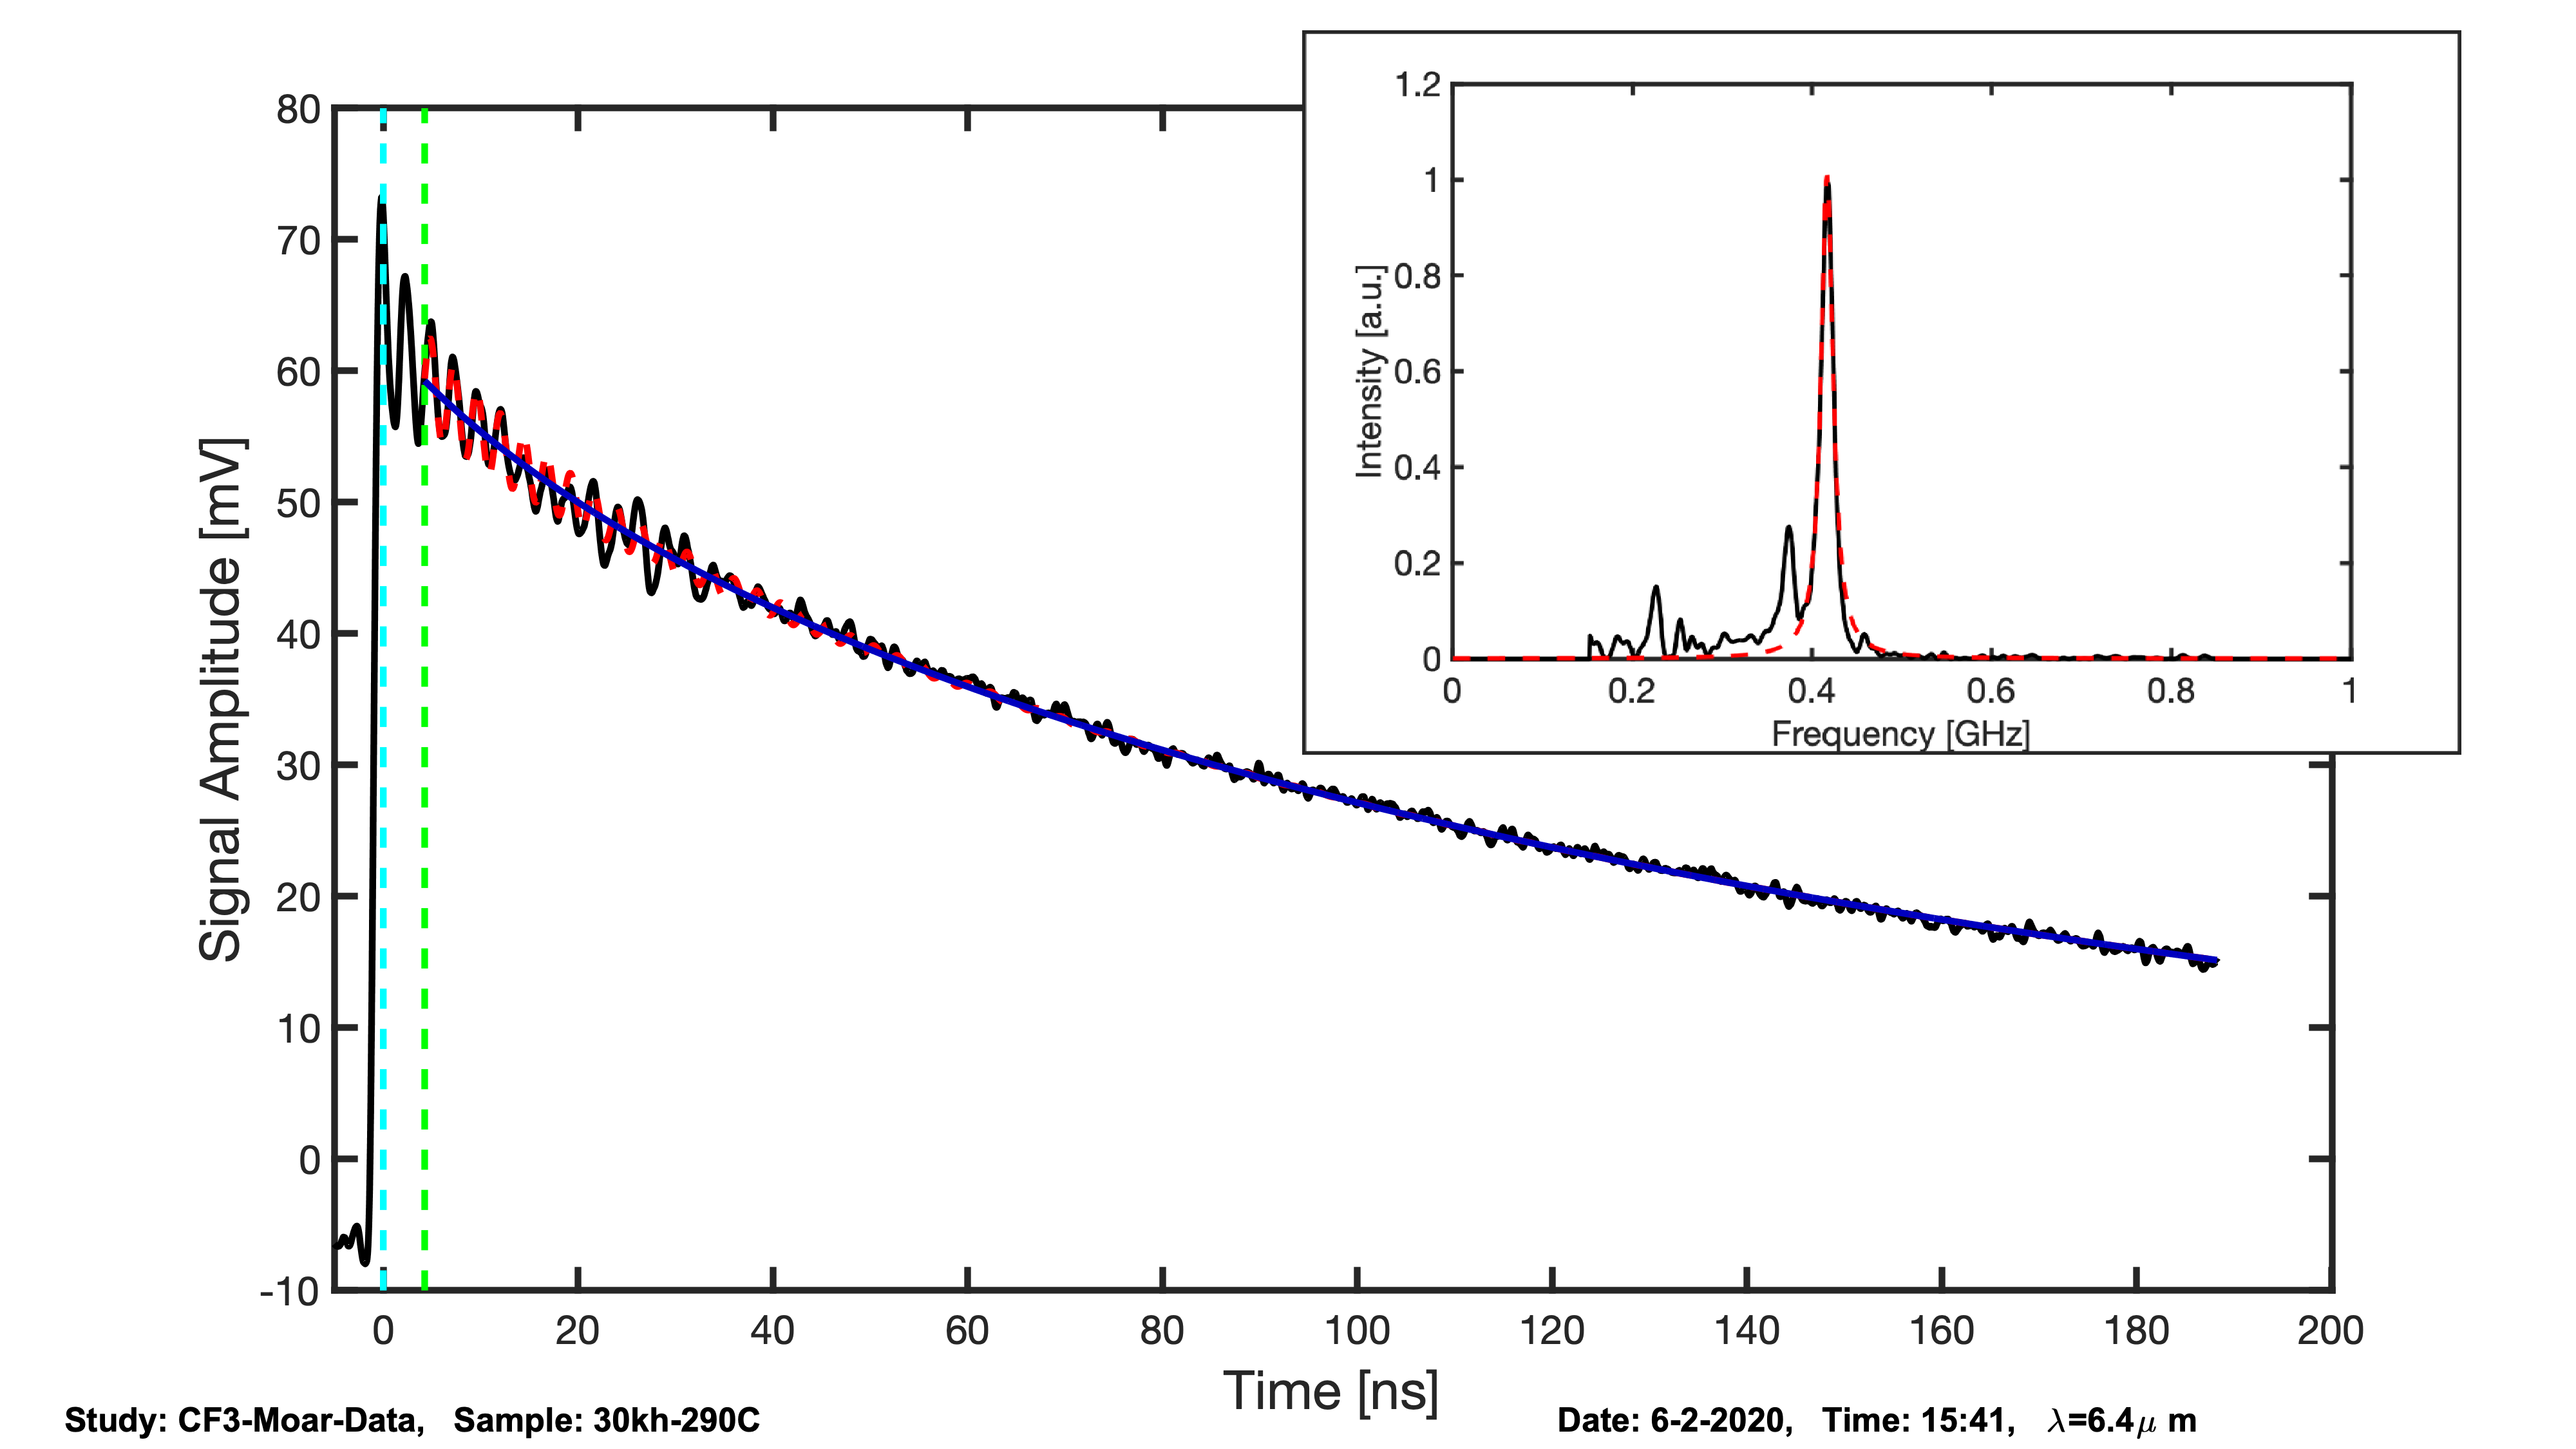 1.2
1
0.8
0.6
0.4
0.2
0
Intensity [a.u.]
0 0.2 0.4 0.6 0.8 1
Frequency [GHz]
80
70
60
50
40
30
20
10
0
-10
Signal Amplitude [mV]
0 20 40 60 80 100 120 140 160 180 200
Time [ns]
Study: CF3-Moar-Data, Sample: 30kh-290C
Date: 6-2-2020, Time: 15:41, λ=6.4μ m